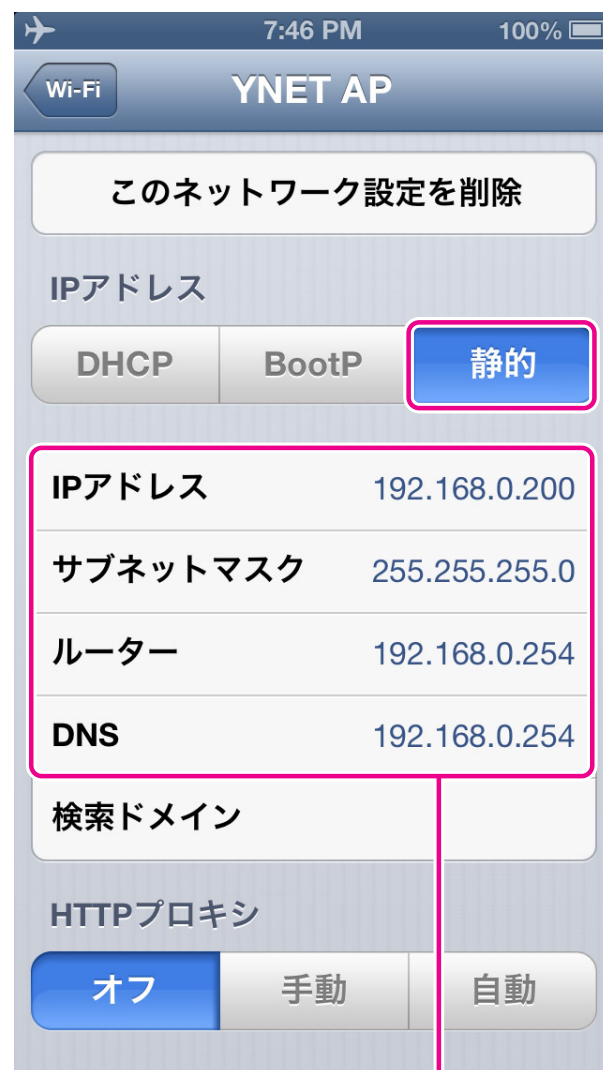 7:46 PM 100%
Wi-Fi YNET AP
このネットワーク設定を削除
IPアドレス
DHCP BootP 静的
IPアドレス 192.168.0.200
サブネットマスク 255.255.255.0
ルーター 192.168.0.254
DNS 192.168.0.254
検索ドメイン
HTTPプロキシ
オフ 手動 自動